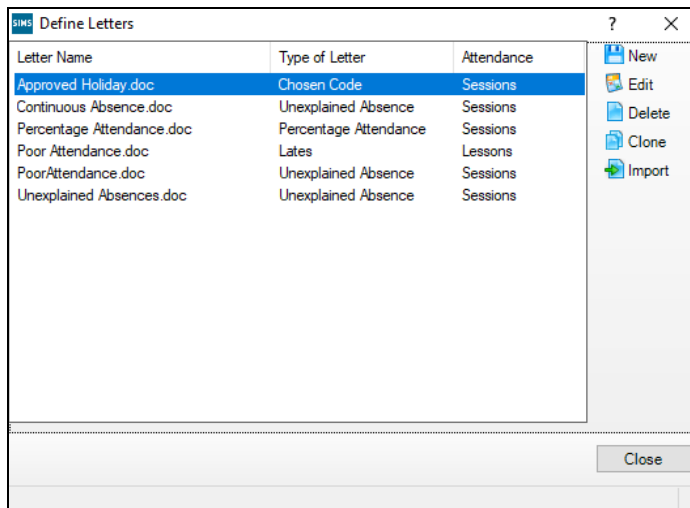 SIMS Define Letters ? X
Letter Name Type of Letter Attendance
Approved Holiday.doc Chosen Code Sessions
Continuous Absence.doc Unexplained Absence Sessions
Percentage Attendance.doc Percentage Attendance Sessions
Poor Attendance.doc Lates Lessons
PoorAttendance.doc Unexplained Absence Sessions
Unexplained Absences.doc Unexplained Absence Sessions
New
Edit
Delete
Clone
Import
Close